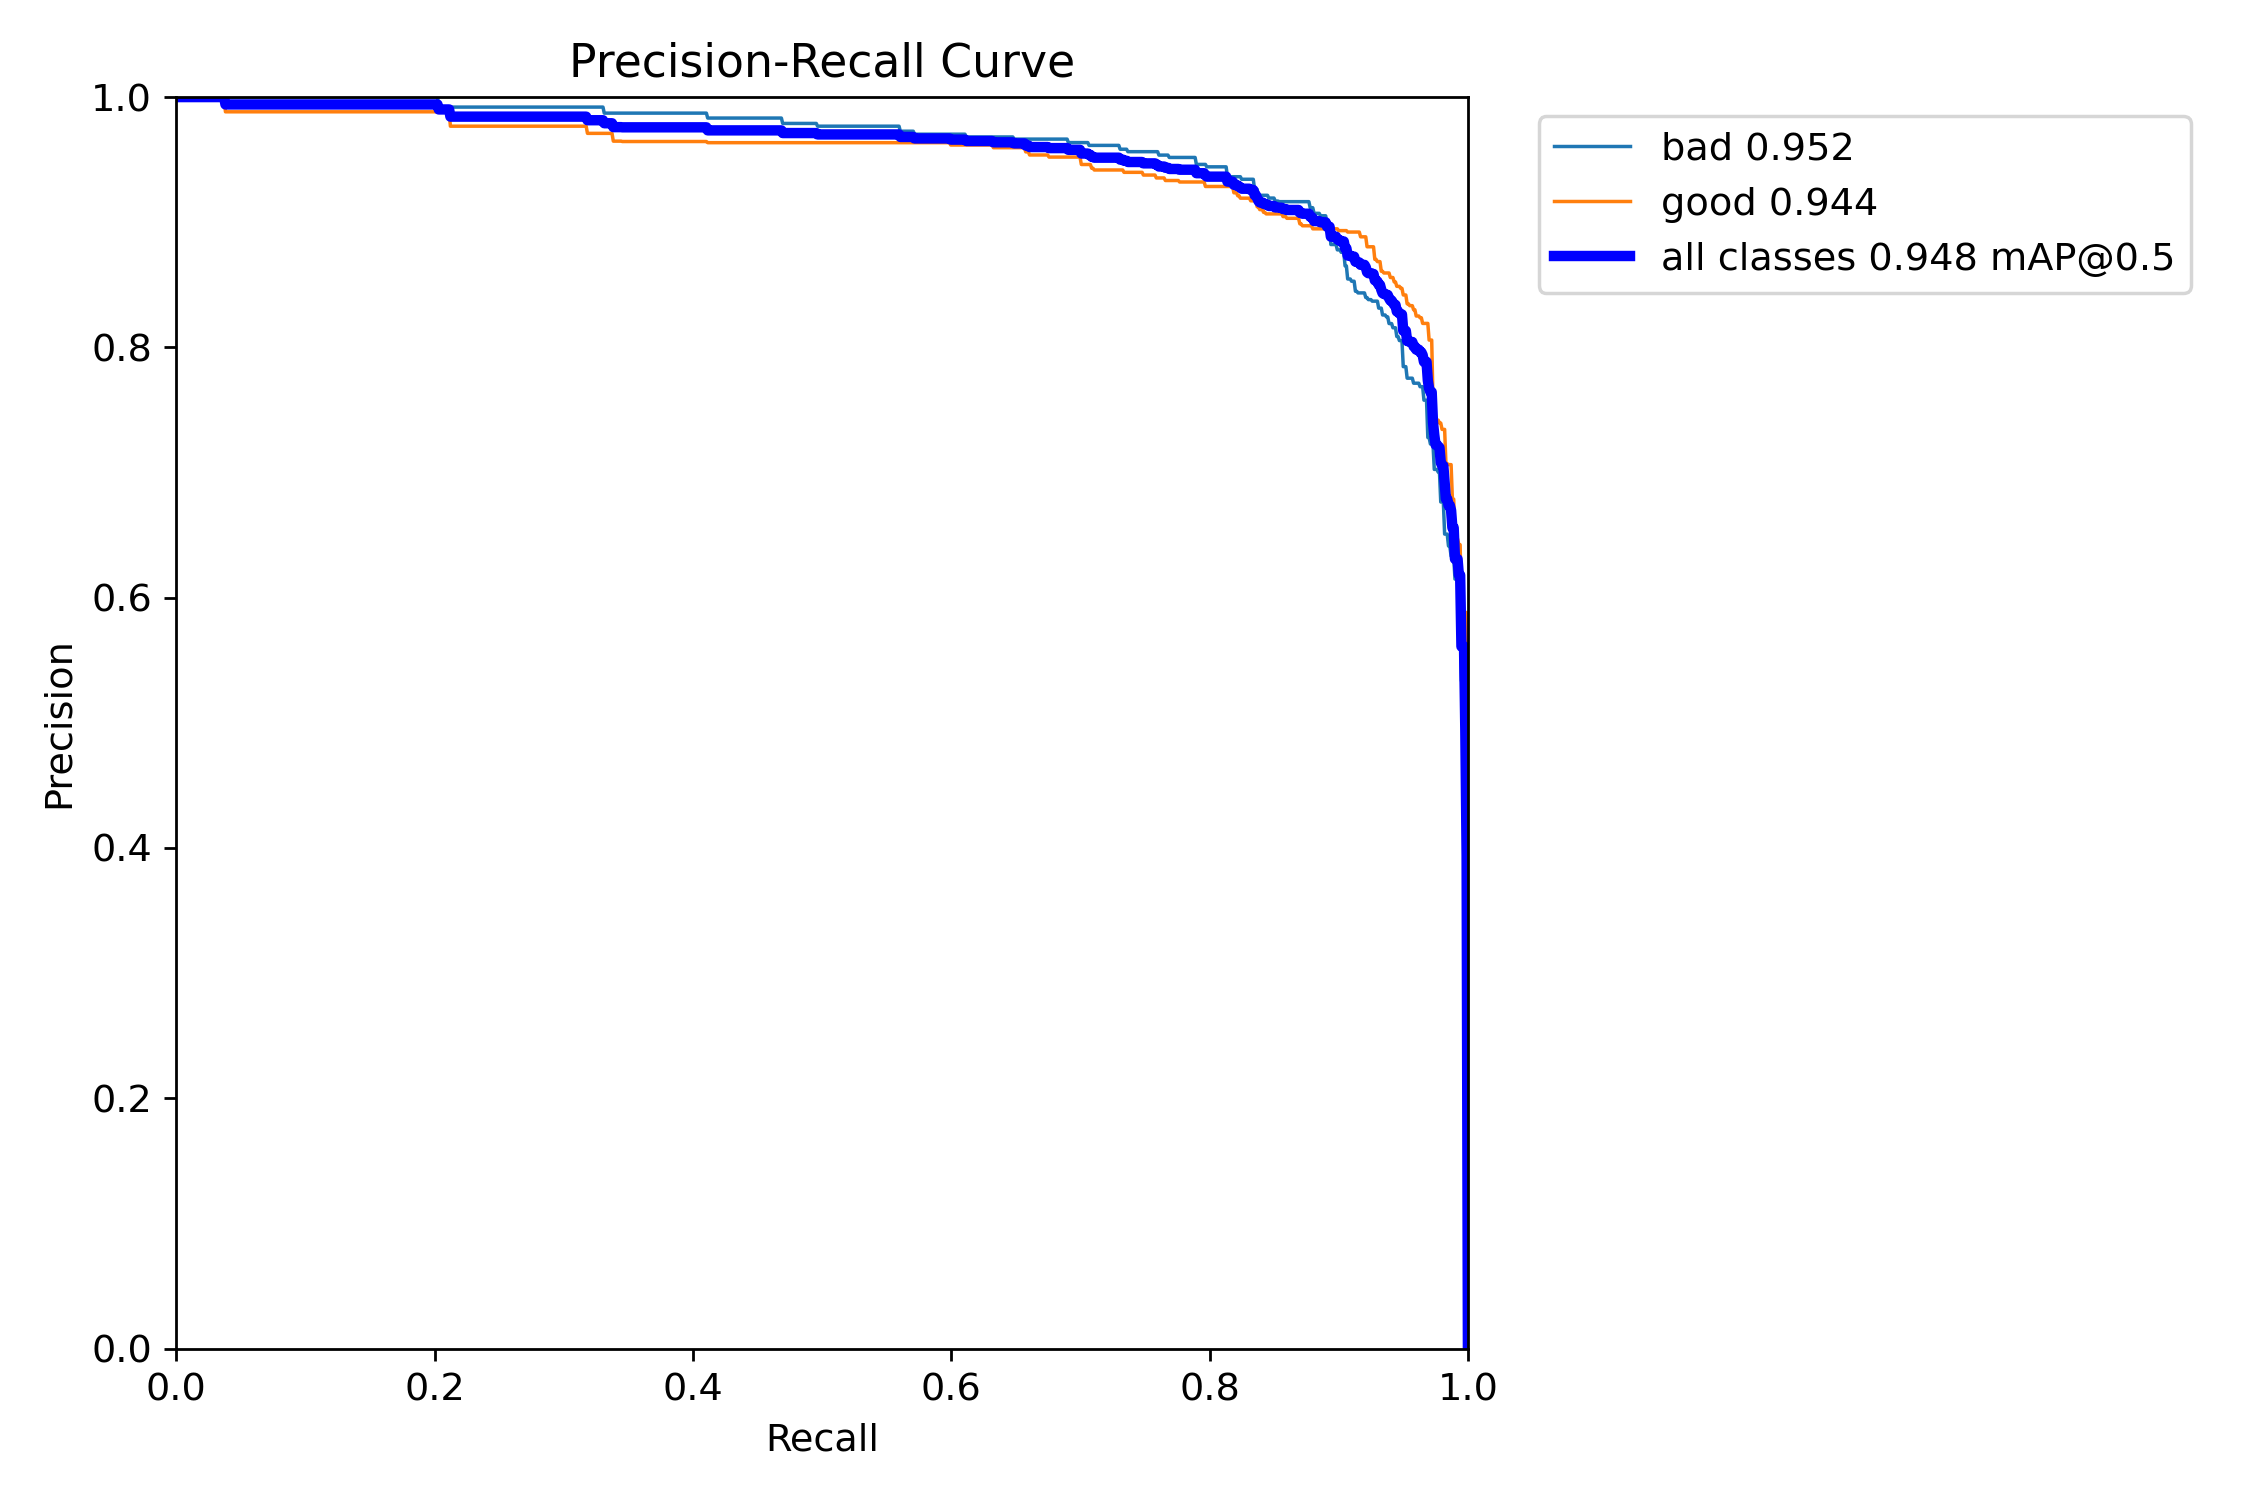 Precision-Recall Curve
1.0
0.8
0.6
0.4
0.2
0.0
Precision
0.0 0.2 0.4 0.6 0.8 1.0
Recall
bad 0.952
good 0.944
all classes 0.948 mAP@0.5